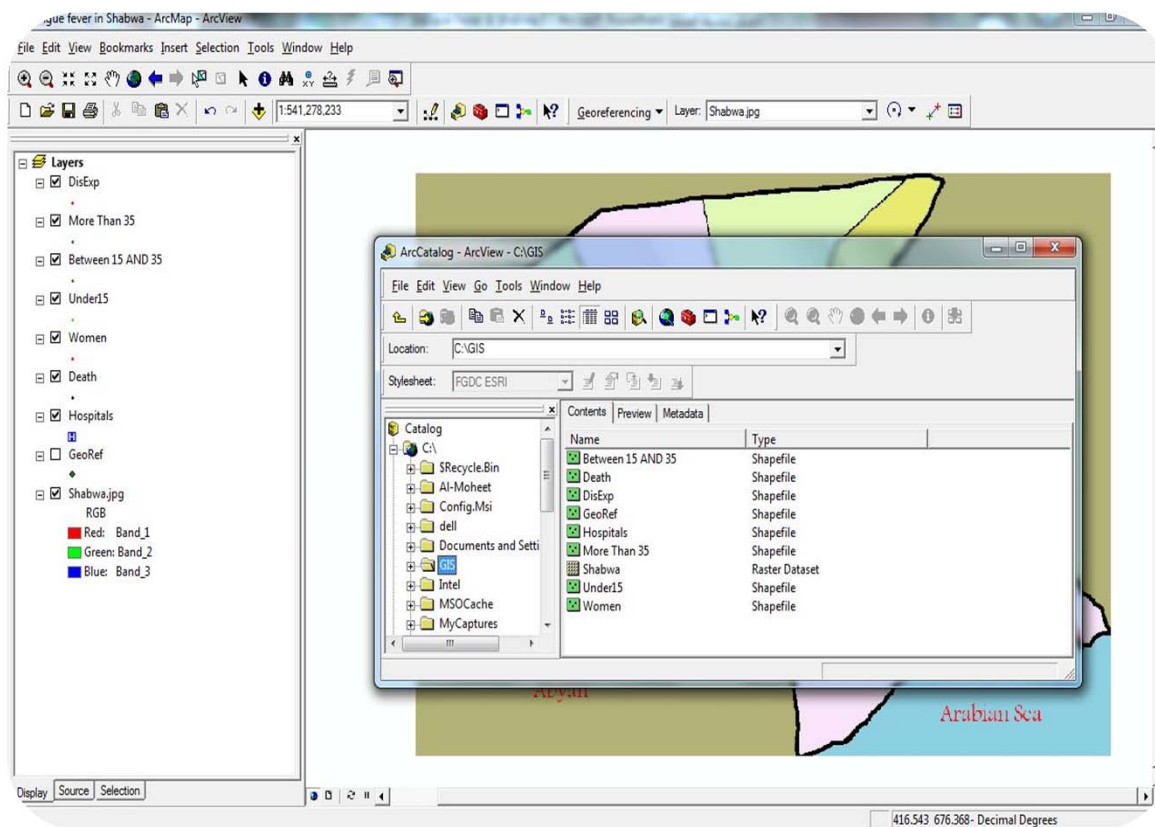 gue fever in Shabwa - ArcMap - ArcView
File Edit View Bookmarks Insert Selection Tools Window Help
1:541,278,233
Georeferencing Layer: Shabwa.jpg
Layers
DisExp
More Than 35
Between 15 AND 35
Under15
Women
Death
Hospitals
H
GeoRef
Shabwa.jpg
RGB
Red: Band_1
Green: Band_2
Blue: Band_3
Display Source Selection
ArcCatalog - ArcView - C:\GIS
File Edit View Go Tools Window Help
Location: C:\GIS
Stylesheet: FGDC ESRI
Catalog
C:\
$Recycle.Bin
Al-Moheet
Config.Msi
dell
Documents and Setti
GIS
Intel
MSOCache
MyCaptures
Contents Preview Metadata
Name Type
Between 15 AND 35 Shapefile
Death Shapefile
DisExp Shapefile
GeoRef Shapefile
Hospitals Shapefile
More Than 35 Shapefile
Shabwa Raster Dataset
Under15 Shapefile
Women Shapefile
Abyan
Arabian Sea
416.543 676.368- Decimal Degrees